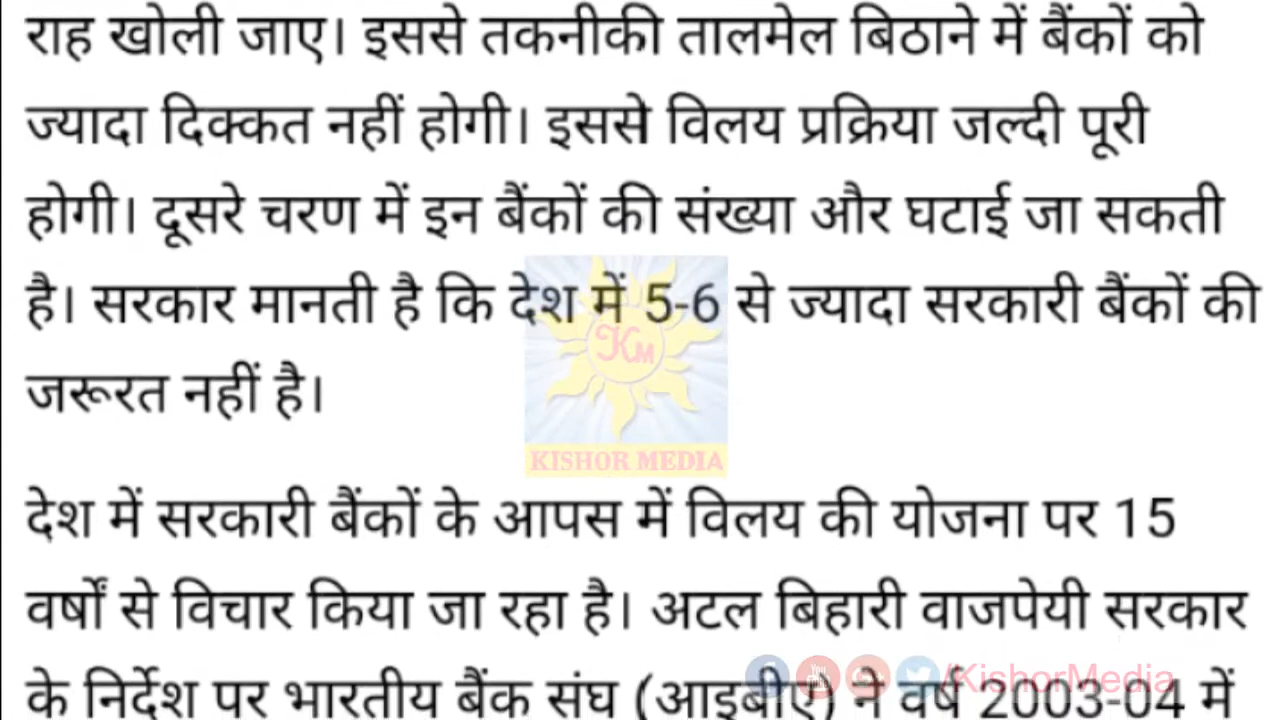 राह खोली जाए। इससे तकनीकी तालमेल बिठाने में बैंकों को
ज्यादा दिक्कत नहीं होगी। इससे विलय प्रक्रिया जल्दी पूरी
होगी। दूसरे चरण में इन बैंकों की संख्या और घटाई जा सकती
है। सरकार मानती है कि देश में 5-6 से ज्यादा सरकारी बैंकों की
जरूरत नहीं है।
KM
KISHOR MEDIA
देश में सरकारी बैंकों के आपस में विलय की योजना पर 15
वर्षों से विचार किया जा रहा है। अटल बिहारी वाजपेयी सरकार
के निर्देश पर भारतीय बैंक संघ (आइबीए) ने वर्ष 2003-04 में
/KishorMedia